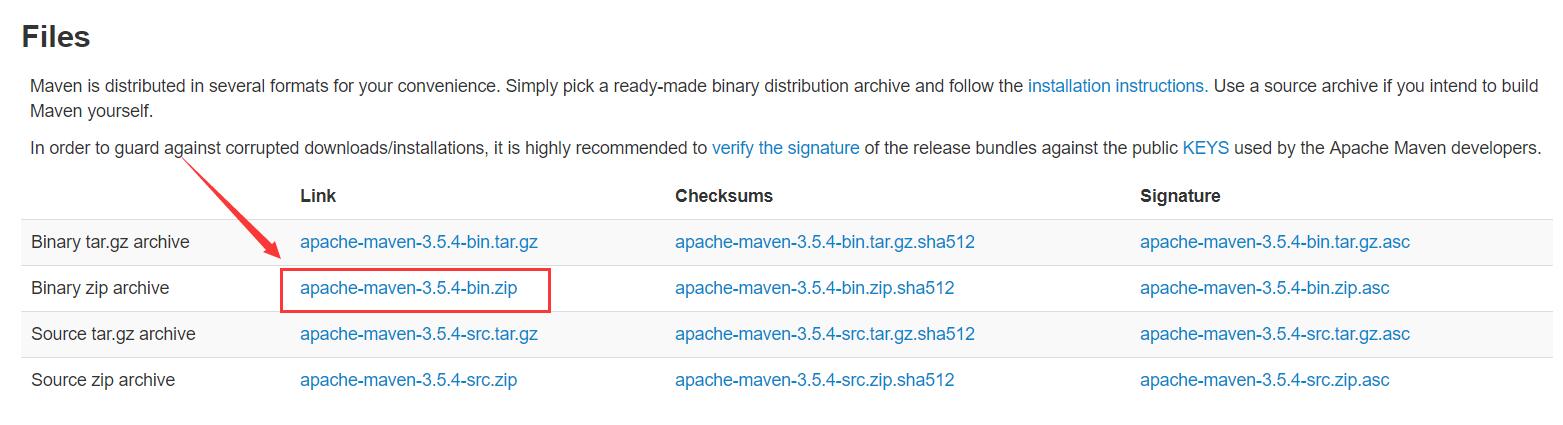 Files
Maven is distributed in several formats for your convenience. Simply pick a ready-made binary distribution archive and follow the installation instructions. Use a source archive if you intend to build
Maven yourself.
In order to guard against corrupted downloads/installations, it is highly recommended to verify the signature of the release bundles against the public KEYS used by the Apache Maven developers.
Link Checksums Signature
Binary tar.gz archive apache-maven-3.5.4-bin.tar.gz apache-maven-3.5.4-bin.tar.gz.sha512 apache-maven-3.5.4-bin.tar.gz.asc
Binary zip archive apache-maven-3.5.4-bin.zip apache-maven-3.5.4-bin.zip.sha512 apache-maven-3.5.4-bin.zip.asc
Source tar.gz archive apache-maven-3.5.4-src.tar.gz apache-maven-3.5.4-src.tar.gz.sha512 apache-maven-3.5.4-src.tar.gz.asc
Source zip archive apache-maven-3.5.4-src.zip apache-maven-3.5.4-src.zip.sha512 apache-maven-3.5.4-src.zip.asc